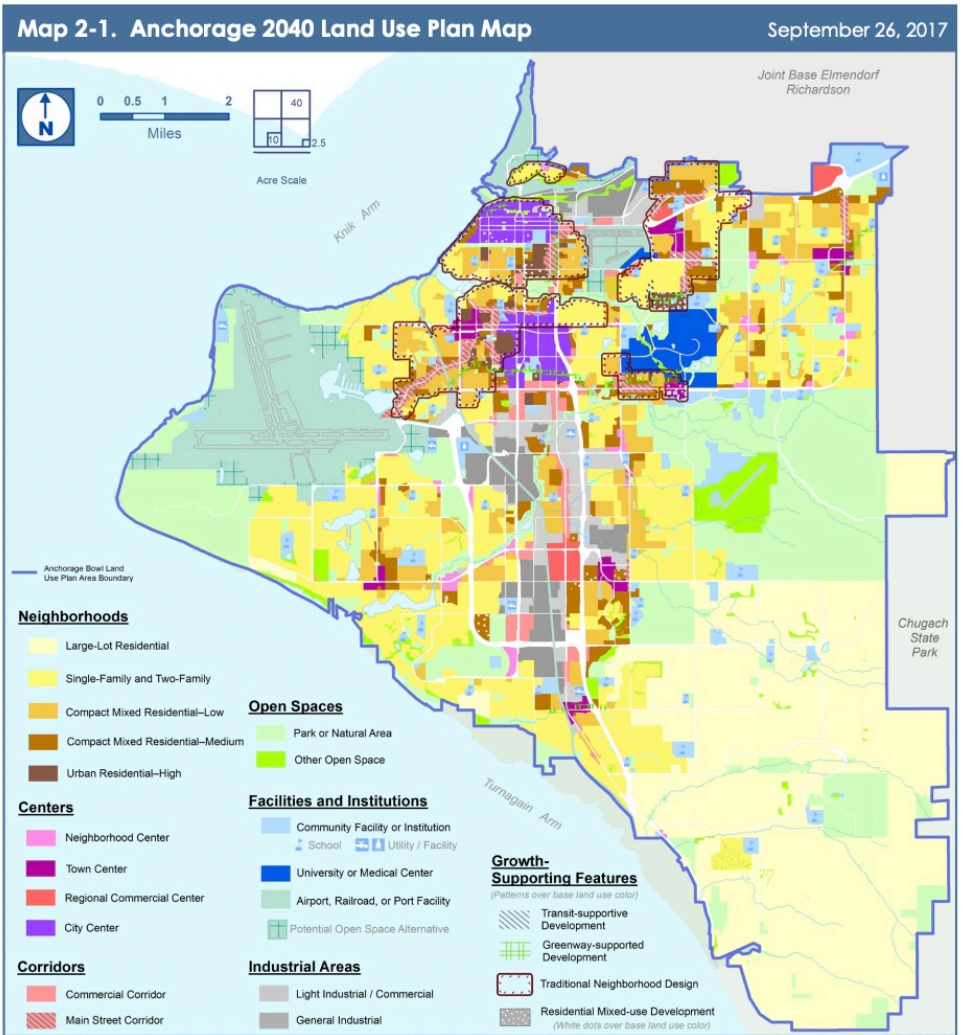 Map 2-1.  Anchorage 2040 Land Use Plan Map
September 26, 2017
Joint Base Elmendorf
Richardson
N
0 0.5 1 2
Miles
40
10
2.5
Acre Scale
Knik Arm
Anchorage Bowl Land
Use Plan Area Boundary
Chugach
State
Park
Turnagain Arm
Neighborhoods
Large-Lot Residential
Single-Family and Two-Family
Compact Mixed Residential–Low
Compact Mixed Residential–Medium
Urban Residential–High
Centers
Neighborhood Center
Town Center
Regional Commercial Center
City Center
Corridors
Commercial Corridor
Main Street Corridor
Open Spaces
Park or Natural Area
Other Open Space
Facilities and Institutions
Community Facility or Institution
School Utility / Facility
University or Medical Center
Airport, Railroad, or Port Facility
Potential Open Space Alternative
Industrial Areas
Light Industrial / Commercial
General Industrial
Growth-
Supporting Features
(Patterns over base land use color)
Transit-supportive
Development
Greenway-supported
Development
Traditional Neighborhood Design
Residential Mixed-use Development
(White dots over base land use color)